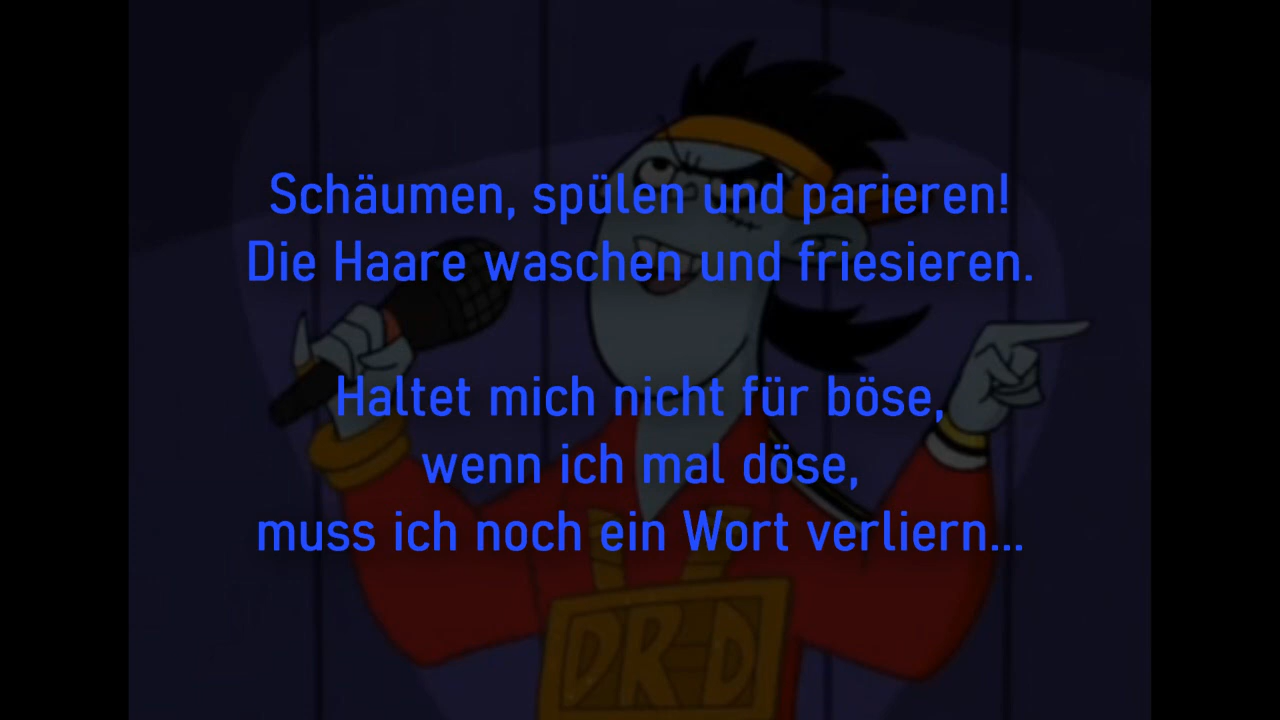 Schäumen, spülen und parieren!
Die Haare waschen und friesieren.
Haltet mich nicht für böse,
wenn ich mal döse,
muss ich noch ein Wort verliern...
DR-D